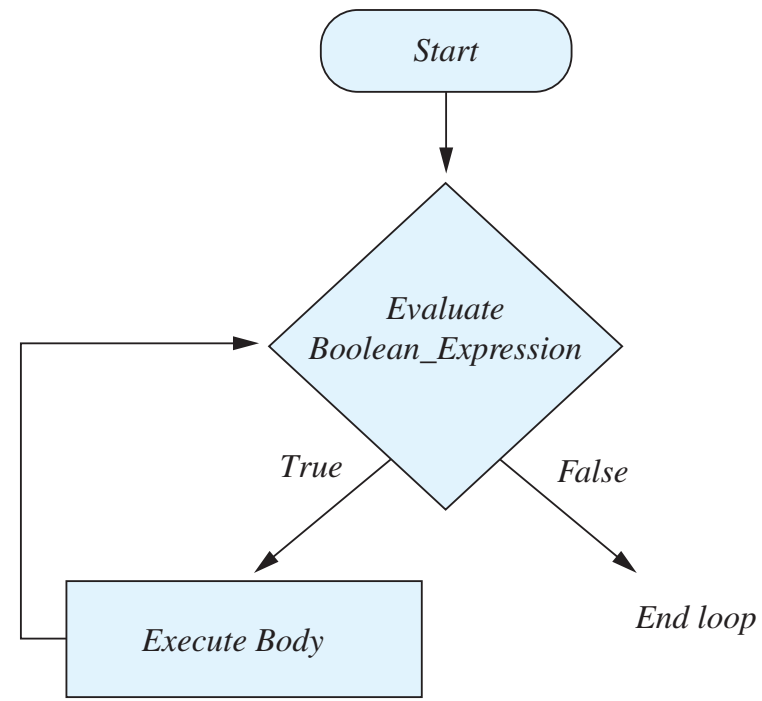 Start
Evaluate
Boolean_Expression
True
False
Execute Body
End loop